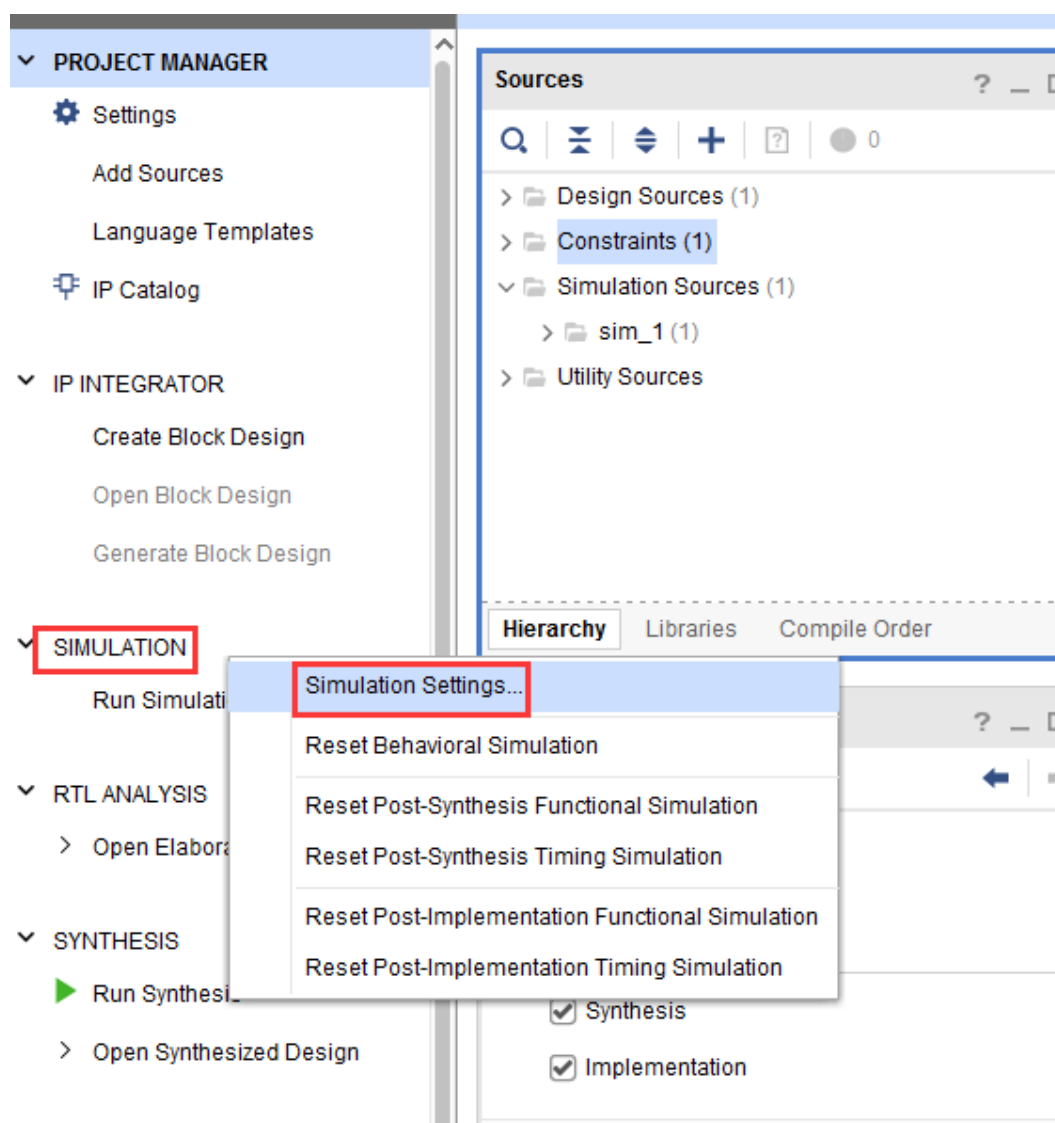 PROJECT MANAGER
Settings
Add Sources
Language Templates
IP Catalog
IP INTEGRATOR
Create Block Design
Open Block Design
Generate Block Design
SIMULATION
Run Simulati
RTL ANALYSIS
Open Elabora
SYNTHESIS
Run Synthesis
Open Synthesized Design
Sources
? _
0
Design Sources (1)
Constraints (1)
Simulation Sources (1)
sim_1 (1)
Utility Sources
Hierarchy Libraries Compile Order
Simulation Settings...
Reset Behavioral Simulation
Reset Post-Synthesis Functional Simulation
Reset Post-Synthesis Timing Simulation
Reset Post-Implementation Functional Simulation
Reset Post-Implementation Timing Simulation
? _
Synthesis
Implementation